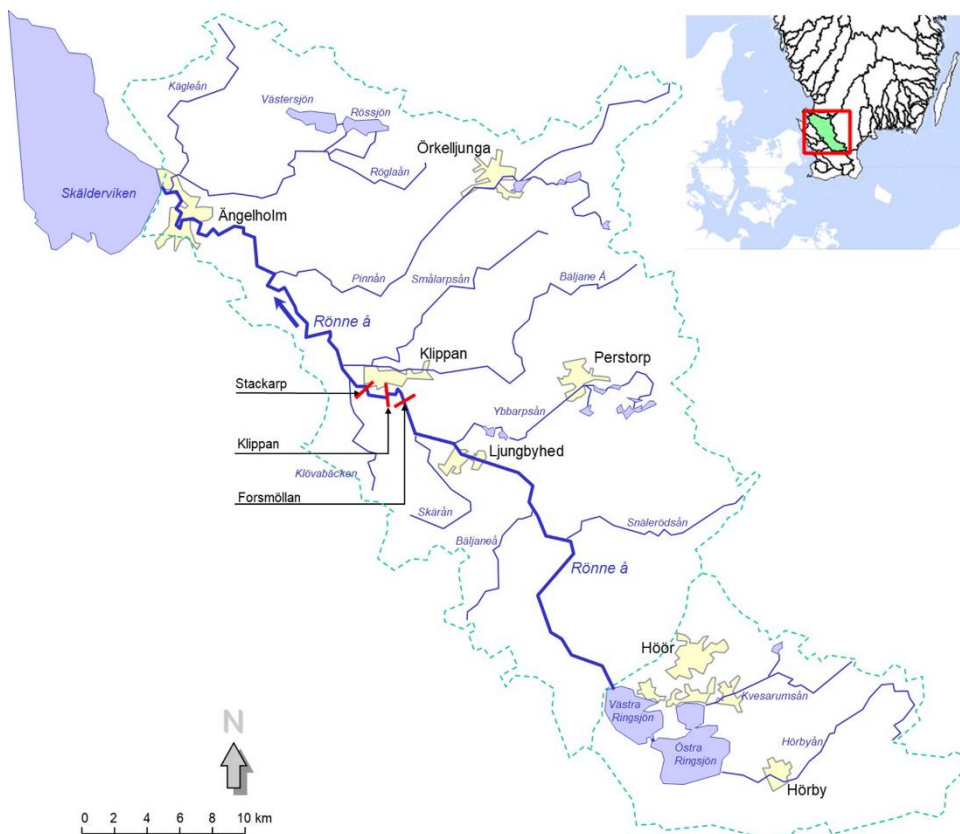 Kägleån
Västersjön
Rössjön
Örkelljunga
Rögläån
Skälderviken
Ängelholm
Pinnån
Smålarpsån
Bäljane Å
Rönne å
Klippan
Perstorp
Stackarp
Ybbarpsån
Klippan
Ljungbyhed
Klövabäcken
Forsmöllan
Skärån
Snälerödsån
Bäljaneå
Rönne å
Höör
Västra
Ringsjön
Kvesarumsån
Östra
Ringsjön
Hörbyån
Hörby
N
0 2 4 6 8 10 km